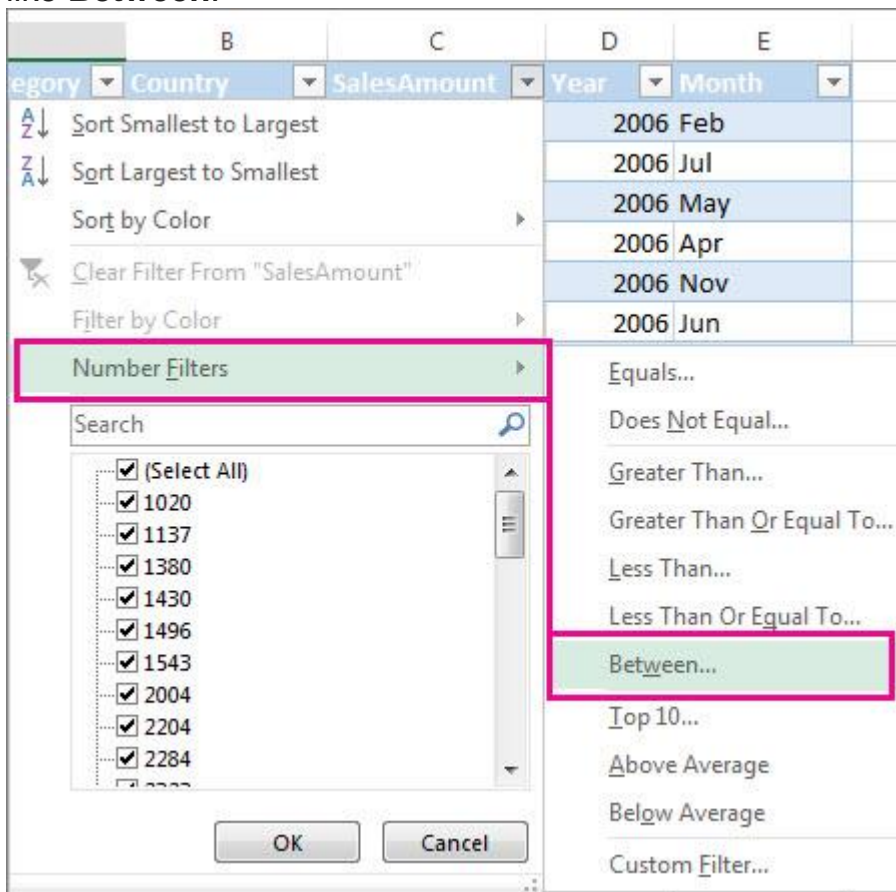 B C D E
egory Country SalesAmount Year Month
Sort Smallest to Largest
Sort Largest to Smallest
Sort by Color
Clear Filter From "SalesAmount"
Filter by Color
Number Filters
Search
(Select All)
1020
1137
1380
1430
1496
1543
2004
2204
2284
OK Cancel
2006 Feb
2006 Jul
2006 May
2006 Apr
2006 Nov
2006 Jun
Equals...
Does Not Equal...
Greater Than...
Greater Than Or Equal To...
Less Than...
Less Than Or Equal To...
Between...
Top 10...
Above Average
Below Average
Custom Filter...